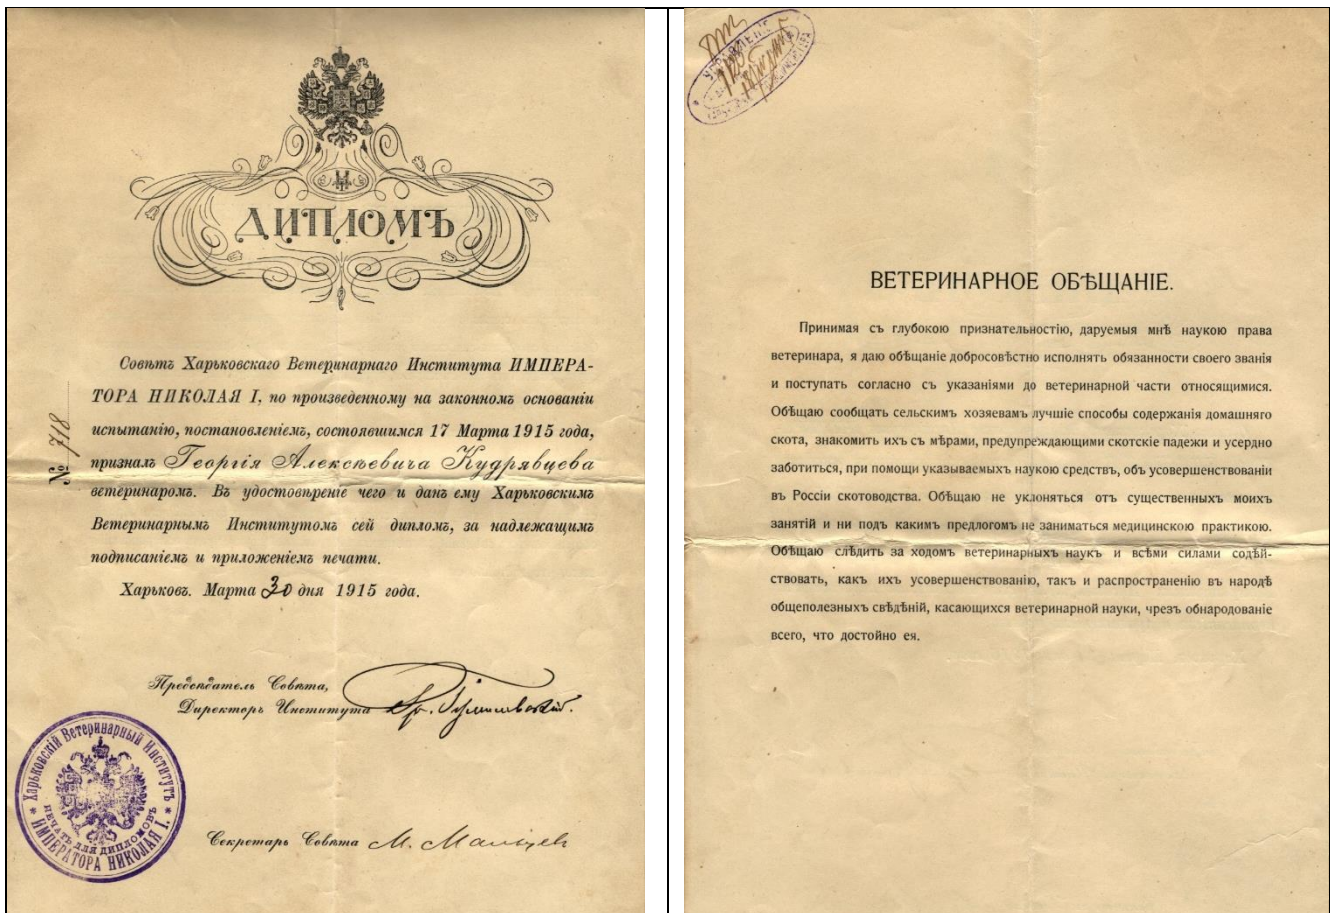 ДИПЛОМЪ
№ 718
Совѣтъ Харьковскаго Ветеринарнаго Института ИМПЕРА-
ТОРА НИКОЛАЯ I, по произведенному на законномъ основаніи
испытанію, постановленіемъ, состоявшимся 17 Марта 1915 года,
призналъ Георгія Алексѣевича Кудрявцева
ветеринаромъ. Въ удостовѣреніе чего и данъ ему Харьковскимъ
Ветеринарнымъ Институтомъ сей дипломъ, за надлежащимъ
подписаніемъ и приложеніемъ печати.
Харьковъ. Марта 30 дня 1915 года.
Предсѣдатель Совѣта,
Директоръ Института
Харьковскій Ветеринарный Институтъ
ИМПЕРАТОРА НИКОЛАЯ I.
ПЕЧАТЬ ДЛЯ ДИПЛОМОВЪ
Секретарь Совѣта М. Мальцев
УПРАВЛЕНІЕ
ВЕТЕРИНАРНОЕ ОБѢЩАНІЕ.
Принимая съ глубокою признательностію, даруемыя мнѣ наукою права
ветеринара, я даю обѣщаніе добросовѣстно исполнять обязанности своего званія
и поступать согласно съ указаніями до ветеринарной части относящимися.
Обѣщаю сообщать сельскимъ хозяевамъ лучшіе способы содержанія домашняго
скота, знакомить ихъ съ мѣрами, предупреждающими скотскіе падежи и усердно
заботиться, при помощи указываемыхъ наукою средствъ, объ усовершенствованіи
въ Россіи скотоводства. Обѣщаю не уклоняться отъ существенныхъ моихъ
занятій и ни подъ какимъ предлогомъ не заниматься медицинскою практикою.
Обѣщаю слѣдить за ходомъ ветеринарныхъ наукъ и всѣми силами содѣй-
ствовать, какъ ихъ усовершенствованію, такъ и распространенію въ народѣ
общеполезныхъ свѣдѣній, касающихся ветеринарной науки, чрезъ обнародованіе
всего, что достойно ея.